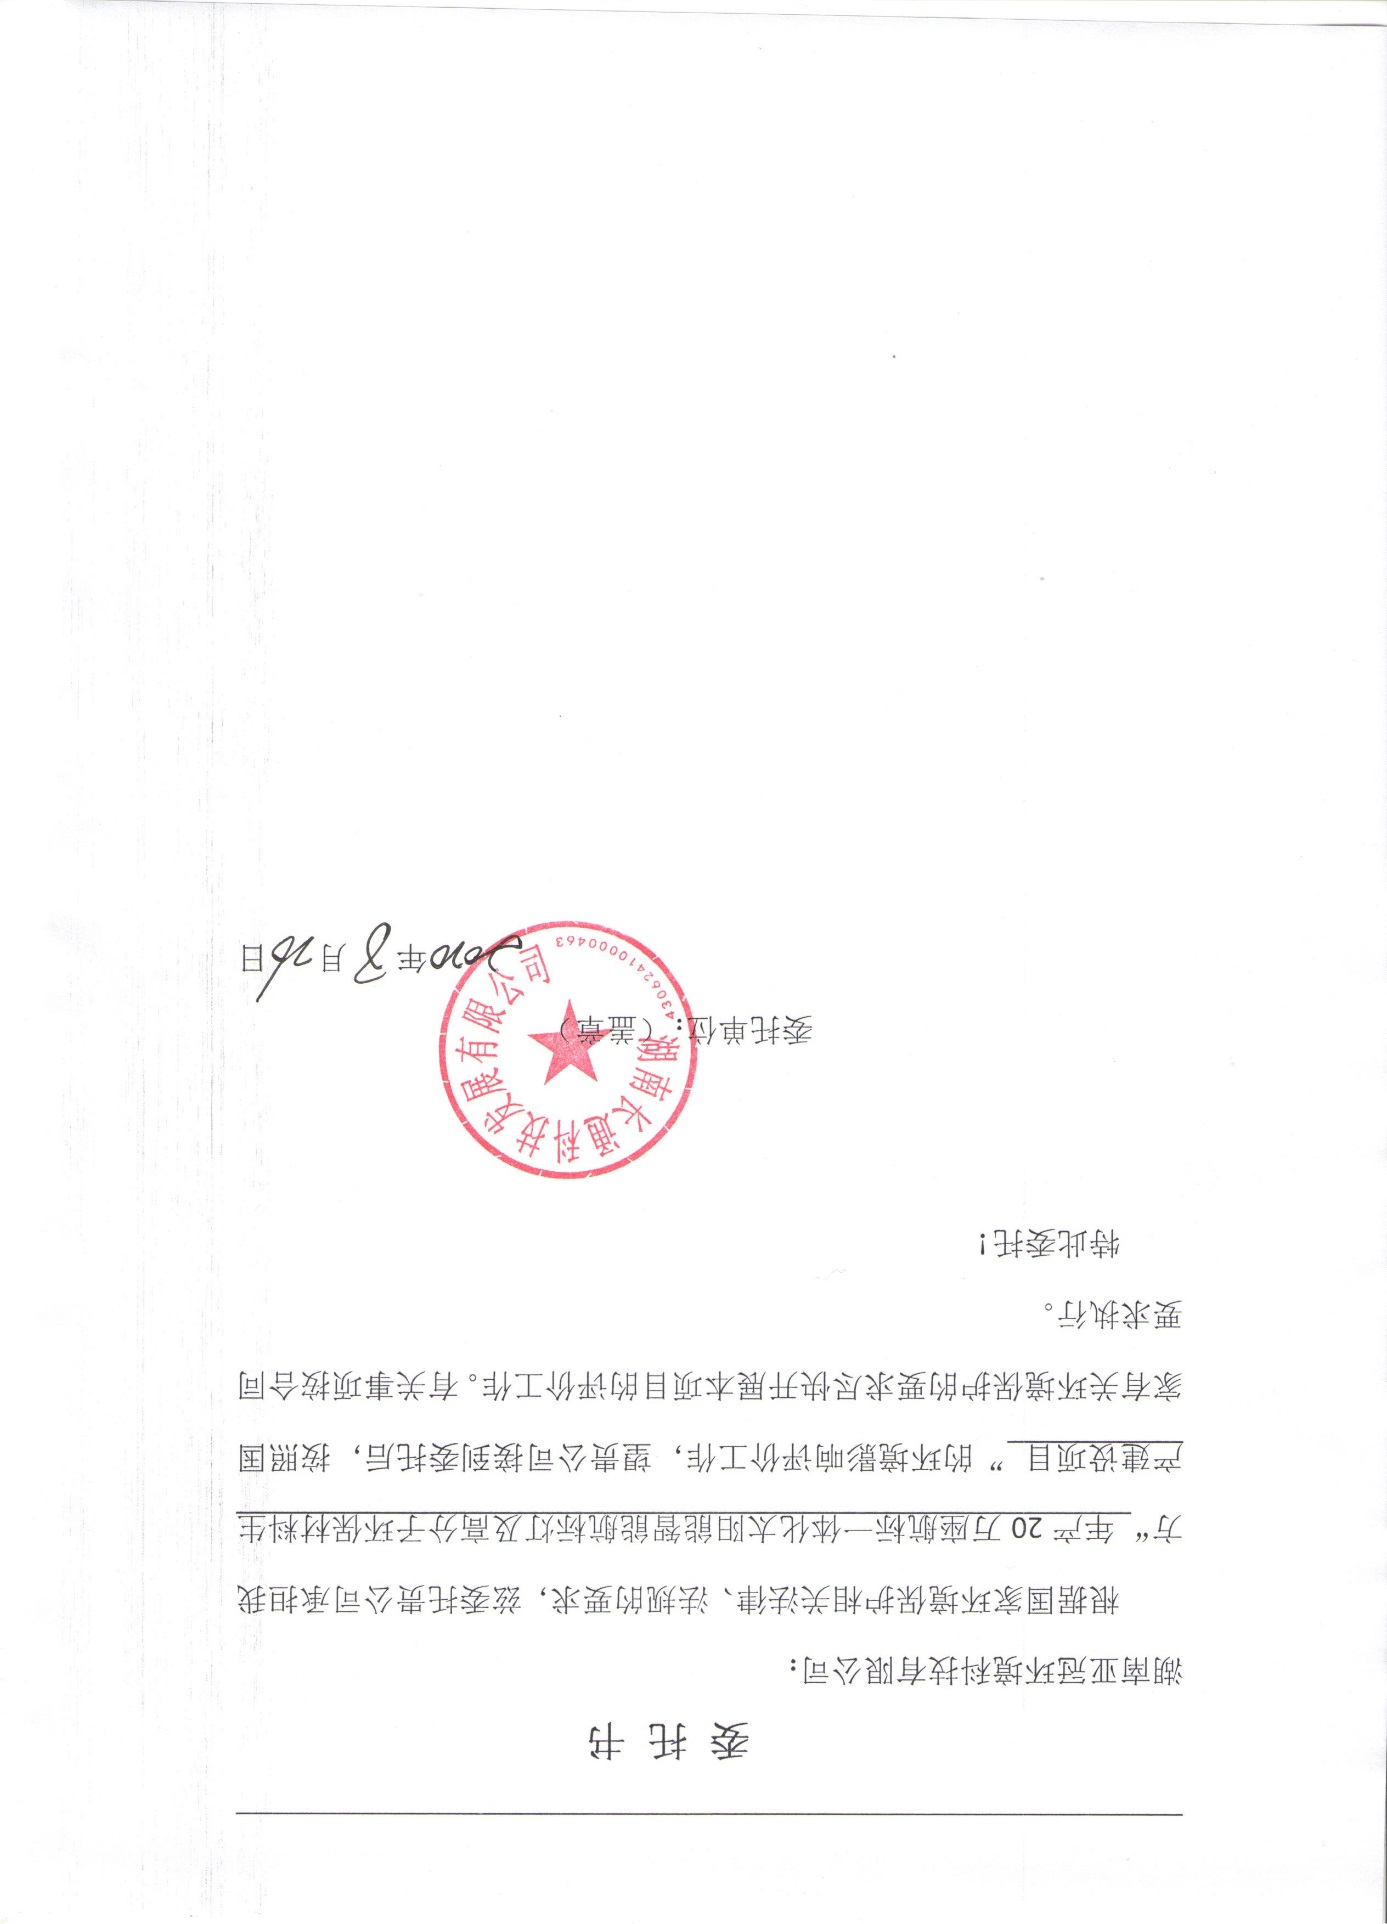 委 托 书
湖南亚冠环境科技有限公司：
根据国家环境保护相关法律、法规的要求，兹委托贵公司承担我
方“ 年产 20 万座航标一体化太阳能智能航标灯及高分子环保材料生
产建设项目 ”的环境影响评价工作，望贵公司接到委托后，按照国
家有关环境保护的要求尽快开展本项目的评价工作。有关事项按合同
要求执行。
特此委托！
委托单位：（盖章）
湖南长通科技发展有限公司
4306241000463
年 8 月 26 日